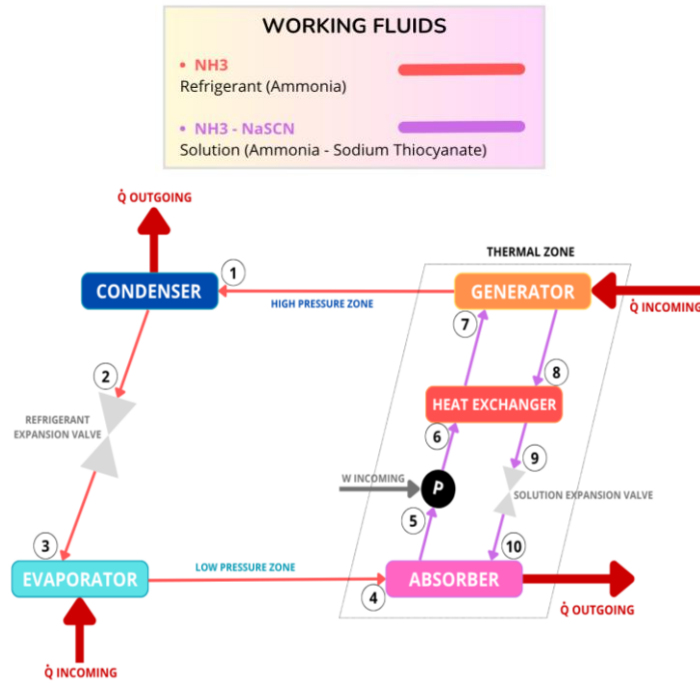 WORKING FLUIDS
• NH3
Refrigerant (Ammonia)
• NH3 - NaSCN
Solution (Ammonia - Sodium Thiocyanate)
Q̇ OUTGOING
THERMAL ZONE
1
CONDENSER
GENERATOR
HIGH PRESSURE ZONE
Q̇ INCOMING
7
2
8
HEAT EXCHANGER
REFRIGERANT
EXPANSION VALVE
6
9
W INCOMING
P
SOLUTION EXPANSION VALVE
5
3
10
LOW PRESSURE ZONE
EVAPORATOR
ABSORBER
4
Q̇ OUTGOING
Q̇ INCOMING